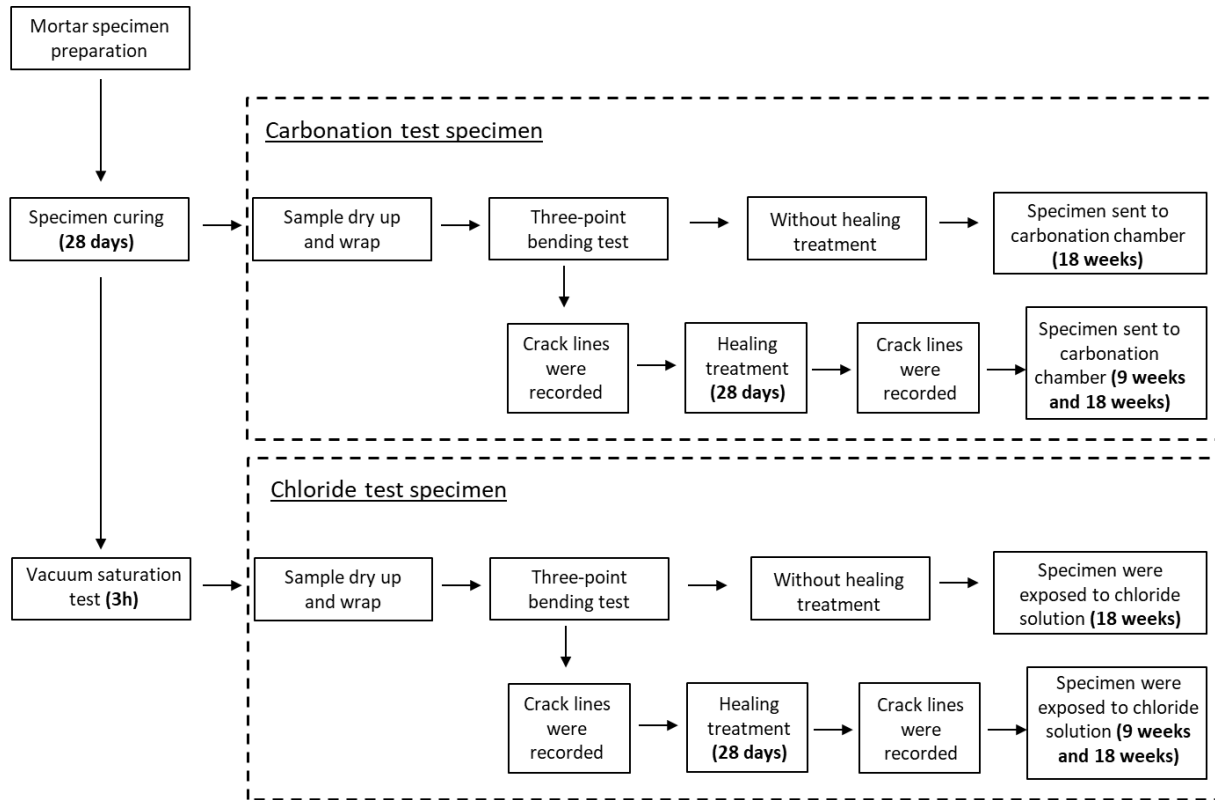 Mortar specimen
preparation
Carbonation test specimen
Specimen curing
(28 days)
Sample dry up
and wrap
Three-point
bending test
Without healing
treatment
Specimen sent to
carbonation chamber
(18 weeks)
Crack lines
were
recorded
Healing
treatment
(28 days)
Crack lines
were
recorded
Specimen sent to
carbonation
chamber (9 weeks
and 18 weeks)
Chloride test specimen
Vacuum saturation
test (3h)
Sample dry up
and wrap
Three-point
bending test
Without healing
treatment
Specimen were
exposed to chloride
solution (18 weeks)
Crack lines
were
recorded
Healing
treatment
(28 days)
Crack lines
were
recorded
Specimen were
exposed to chloride
solution (9 weeks
and 18 weeks)